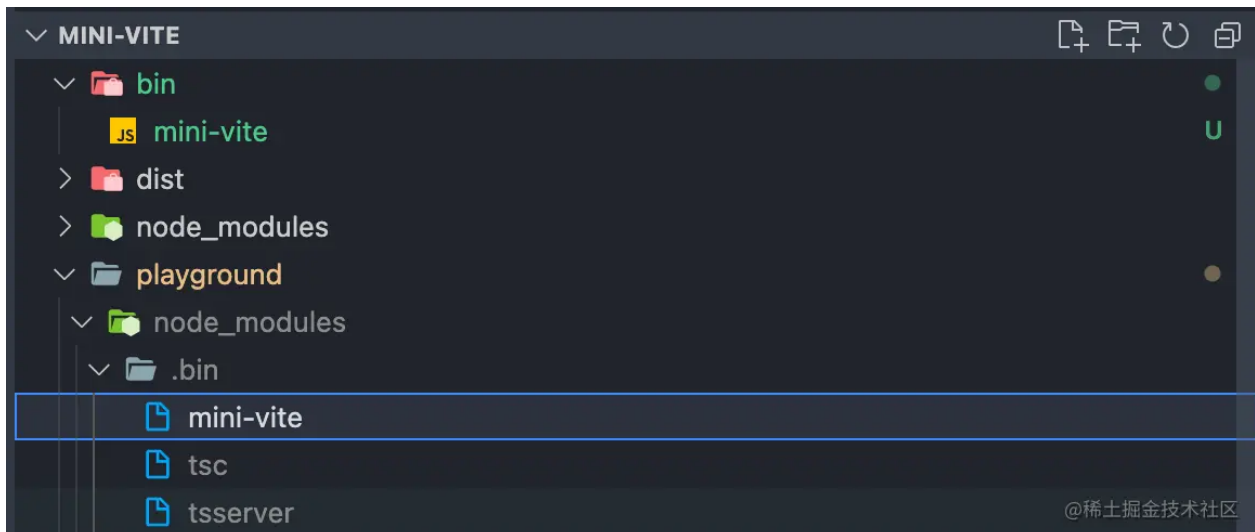 MINI-VITE
bin
JS mini-vite U
dist
node_modules
playground
node_modules
.bin
mini-vite
tsc
tsserver
@稀土掘金技术社区